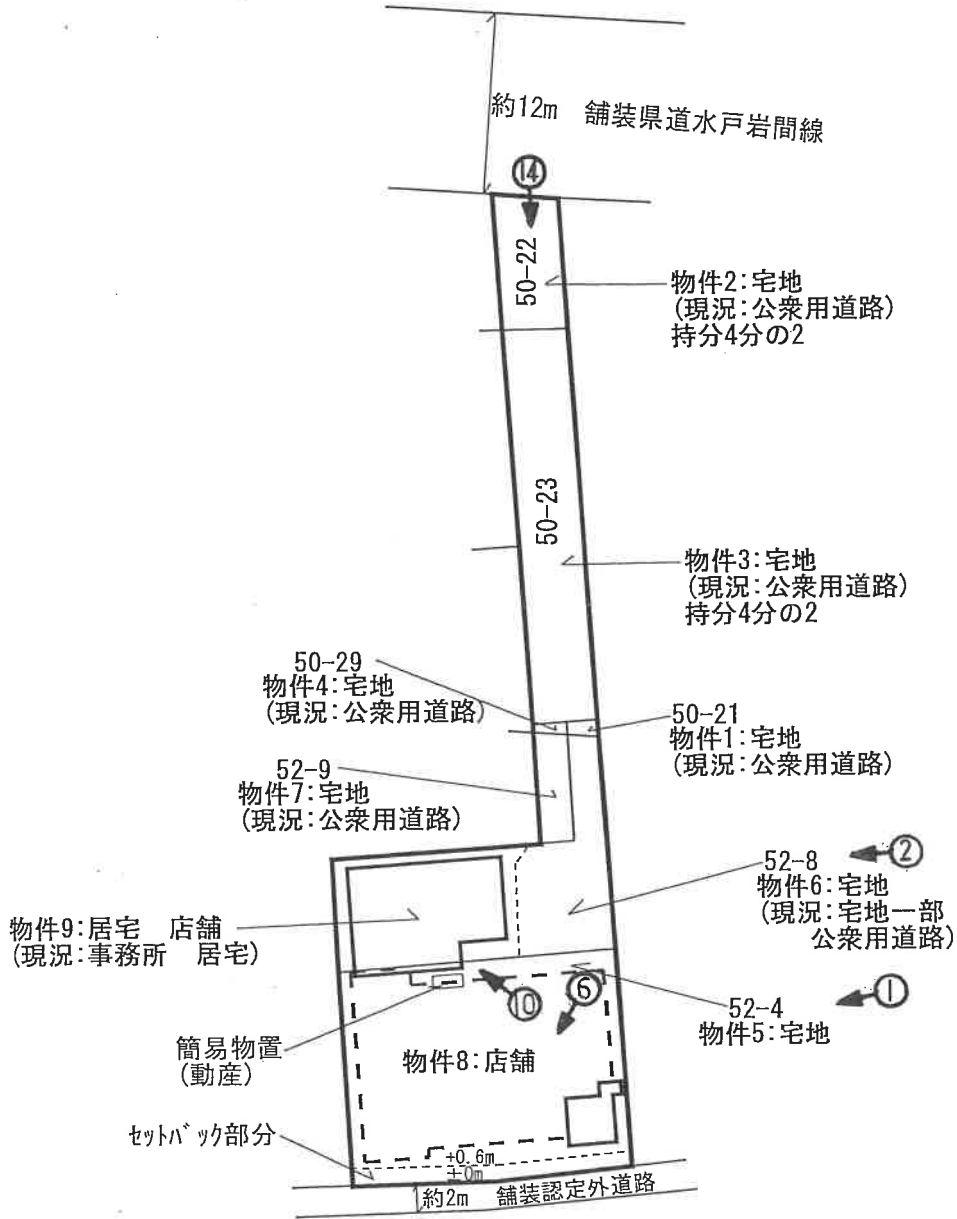 約12m 舗装県道水戸岩間線
⑭
50-22
物件2:宅地
(現況:公衆用道路)
持分4分の2
50-23
物件3:宅地
(現況:公衆用道路)
持分4分の2
50-29
物件4:宅地
(現況:公衆用道路)
50-21
物件1:宅地
(現況:公衆用道路)
52-9
物件7:宅地
(現況:公衆用道路)
52-8
②
物件6:宅地
(現況:宅地一部
公衆用道路)
物件9:居宅 店舗
(現況:事務所 居宅)
⑩
⑥
①
52-4
物件5:宅地
簡易物置
(動産)
物件8:店舗
セットバック部分
+0.6m
±0m
約2m 舗装認定外道路